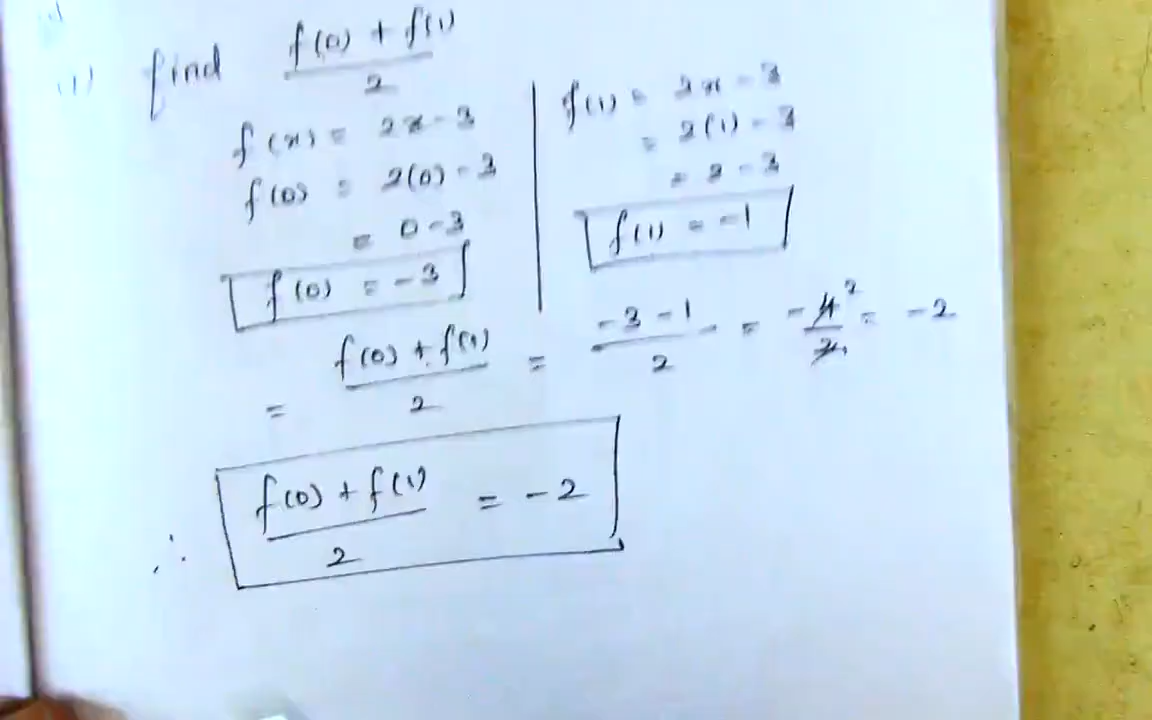 (i) find (f(0) + f(1))/2
f(x) = 2x - 3
f(0) = 2(0) - 3
= 0 - 3
f(0) = -3
f(1) = 2x - 3
= 2(1) - 3
= 2 - 3
f(1) = -1
= (f(0) + f(1))/2 = (-3 - 1)/2 = -4/2 = -2
∴ (f(0) + f(1))/2 = -2